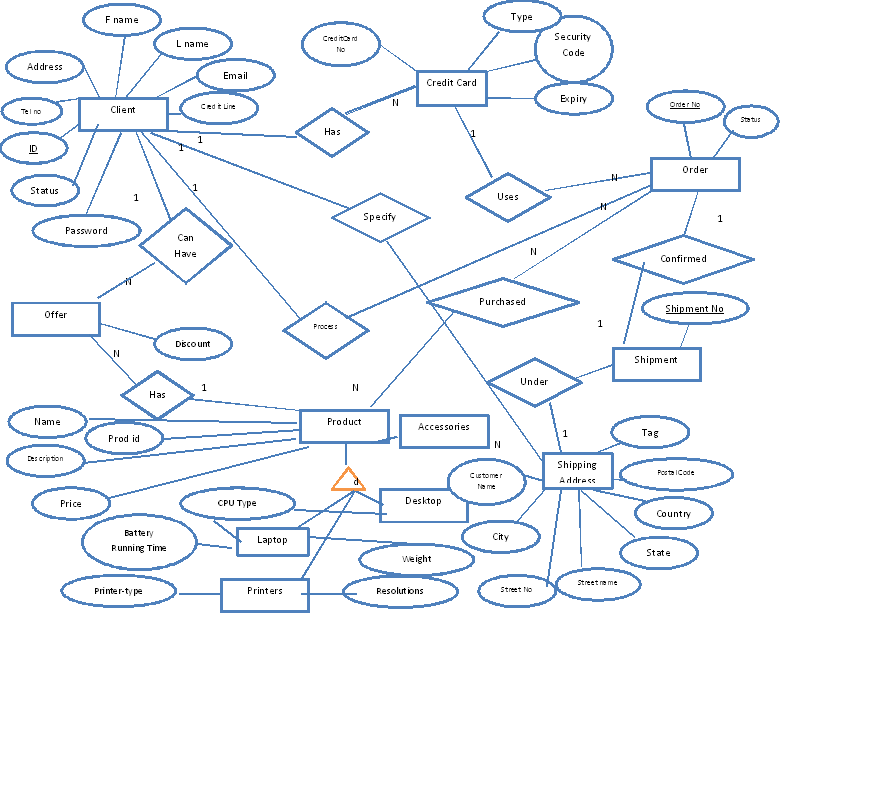 F name
L name
Address
Email
Tel no
Client
Credit Line
ID
Status
Password
CreditCard
No
Type
Security
Code
Credit Card
Expiry
N
Has
1
1
1
1
1
Order No
Status
Order
Uses
N
N
N
Specify
Can
Have
N
1
Confirmed
Purchased
Process
Offer
Discount
N
Has
1
N
1
Shipment No
Shipment
Under
Name
Prod id
Description
Price
Product
Accessories
d
N
1
Tag
Shipping
Address
Customer
Name
Postal Code
Country
State
City
Street No
Street name
CPU Type
Desktop
Battery
Running Time
Laptop
Weight
Printer-type
Printers
Resolutions